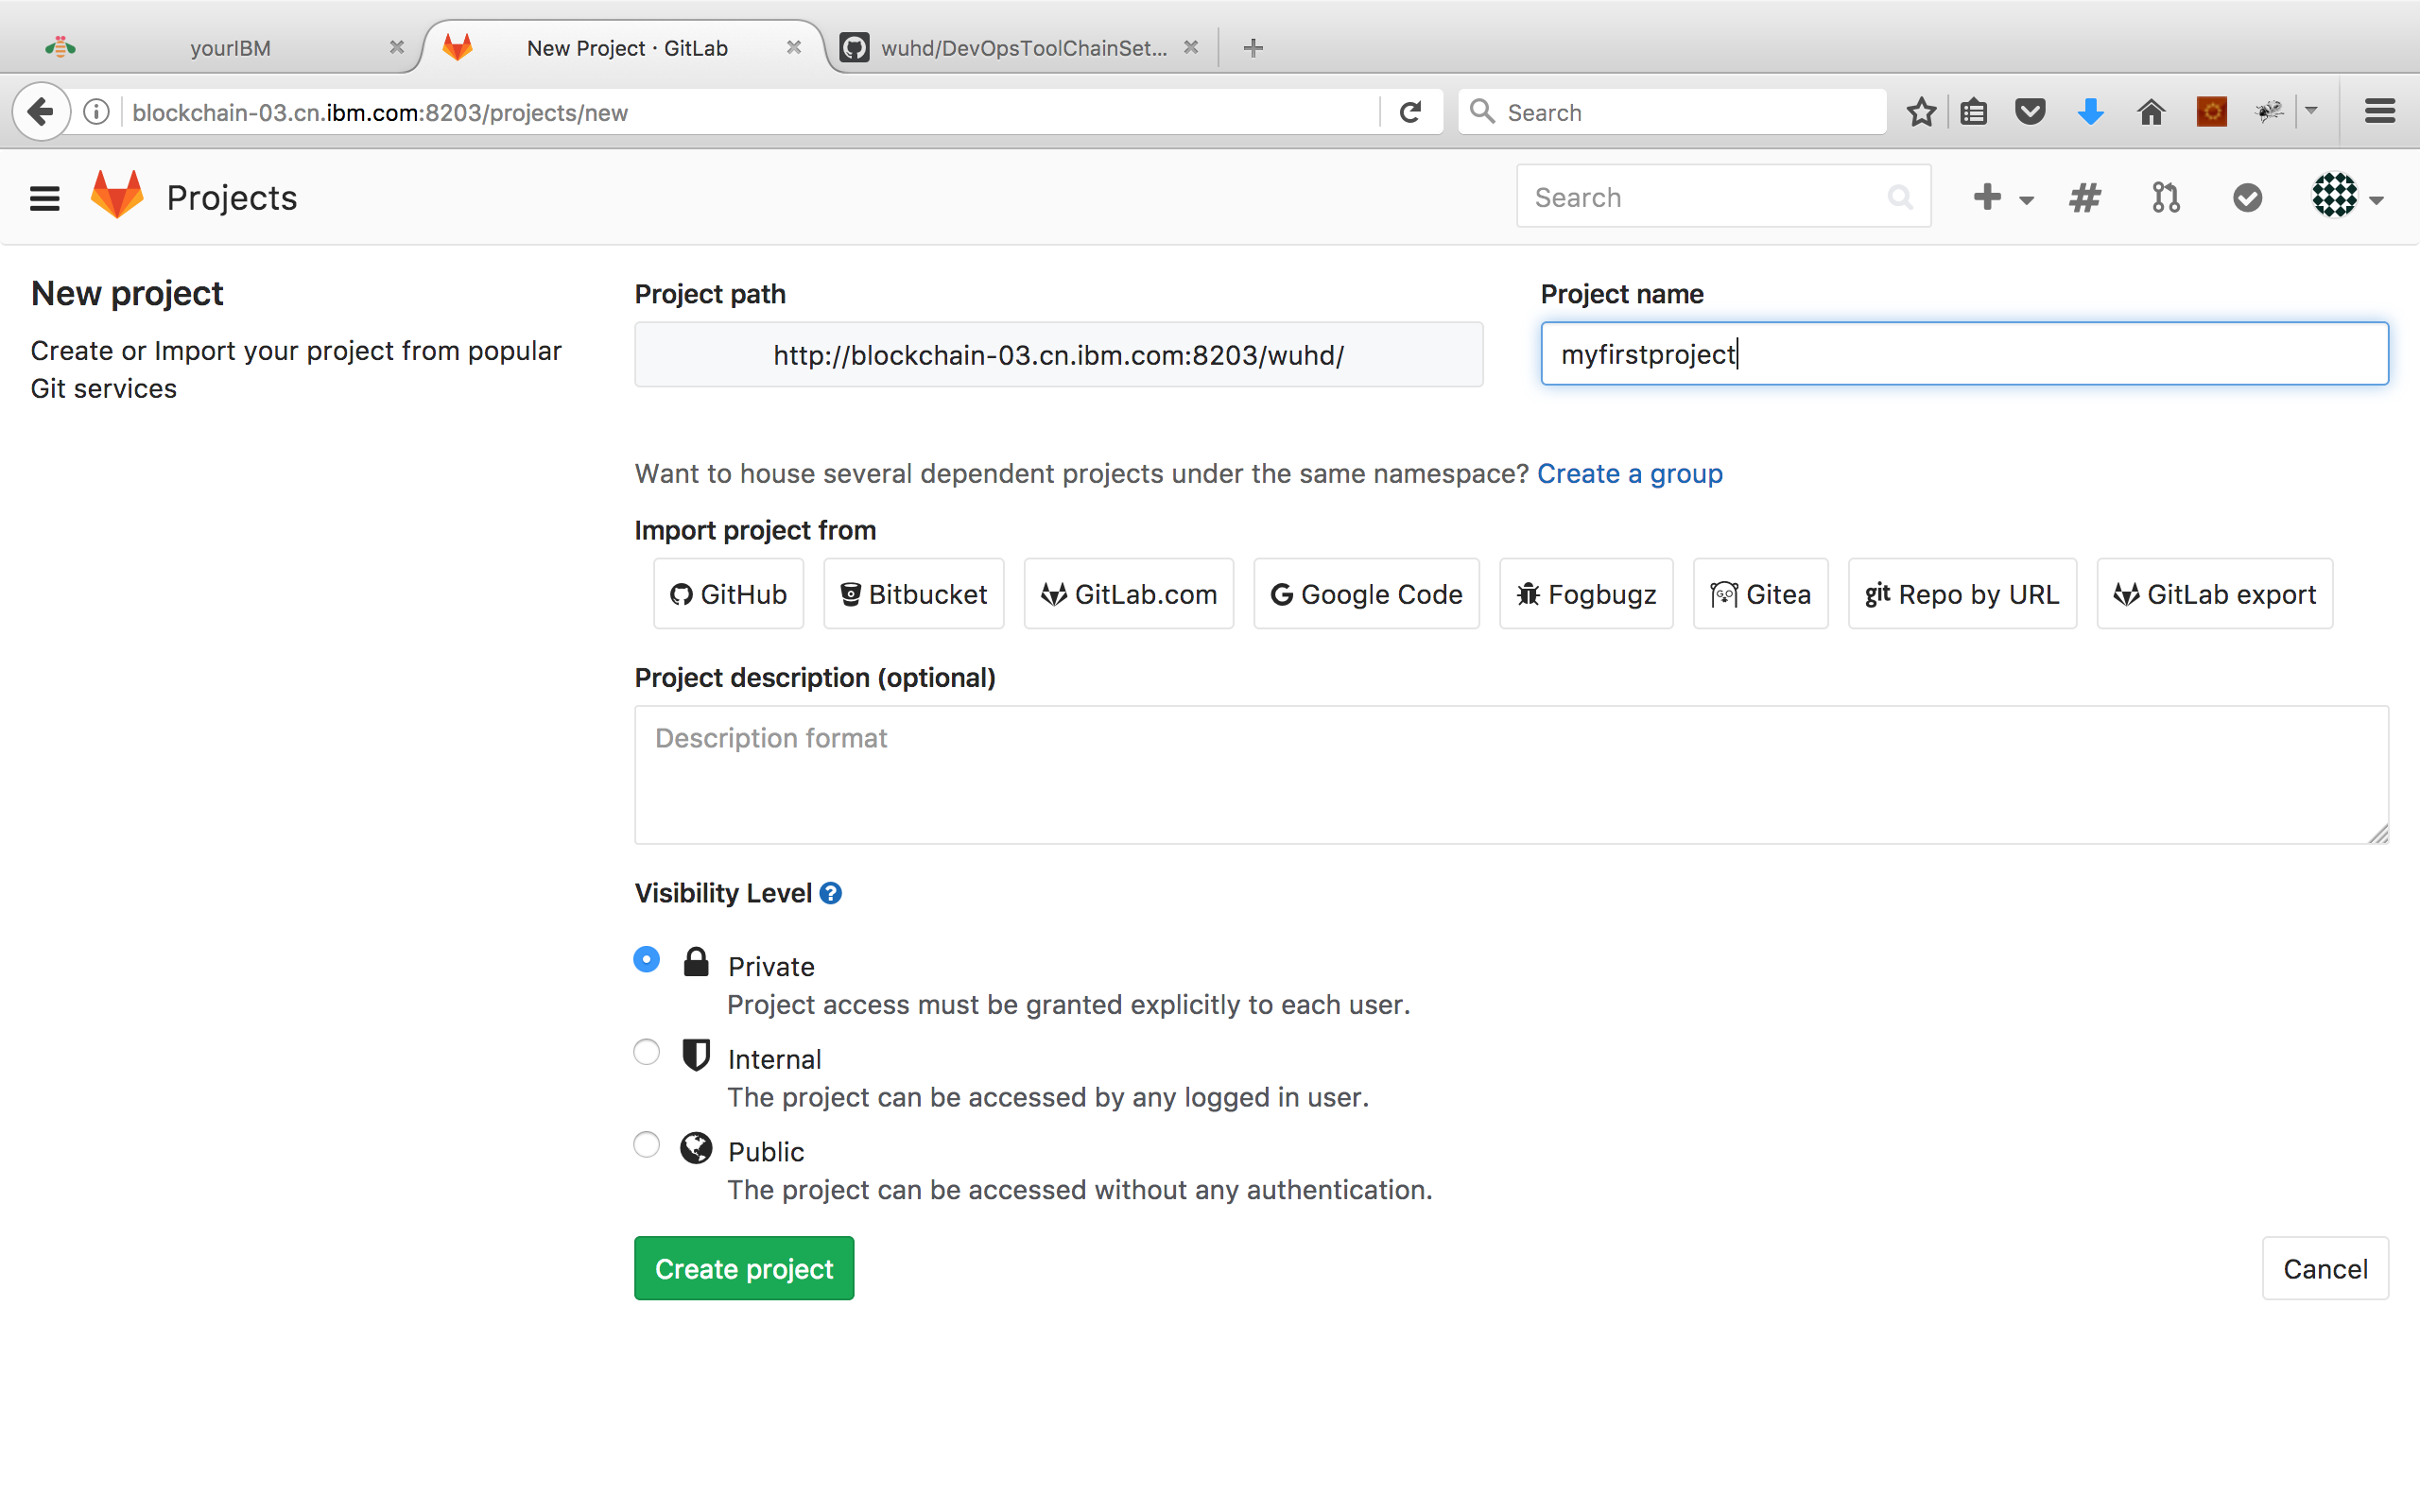 yourIBM
New Project · GitLab
wuhd/DevOpsToolChainSet...
blockchain-03.cn.ibm.com:8203/projects/new
Search
Projects
Search
New project
Create or Import your project from popular
Git services
Project path
http://blockchain-03.cn.ibm.com:8203/wuhd/
Project name
myfirstproject
Want to house several dependent projects under the same namespace? Create a group
Import project from
GitHub
Bitbucket
GitLab.com
Google Code
Fogbugz
Gitea
git Repo by URL
GitLab export
Project description (optional)
Description format
Visibility Level
Private
Project access must be granted explicitly to each user.
Internal
The project can be accessed by any logged in user.
Public
The project can be accessed without any authentication.
Create project
Cancel